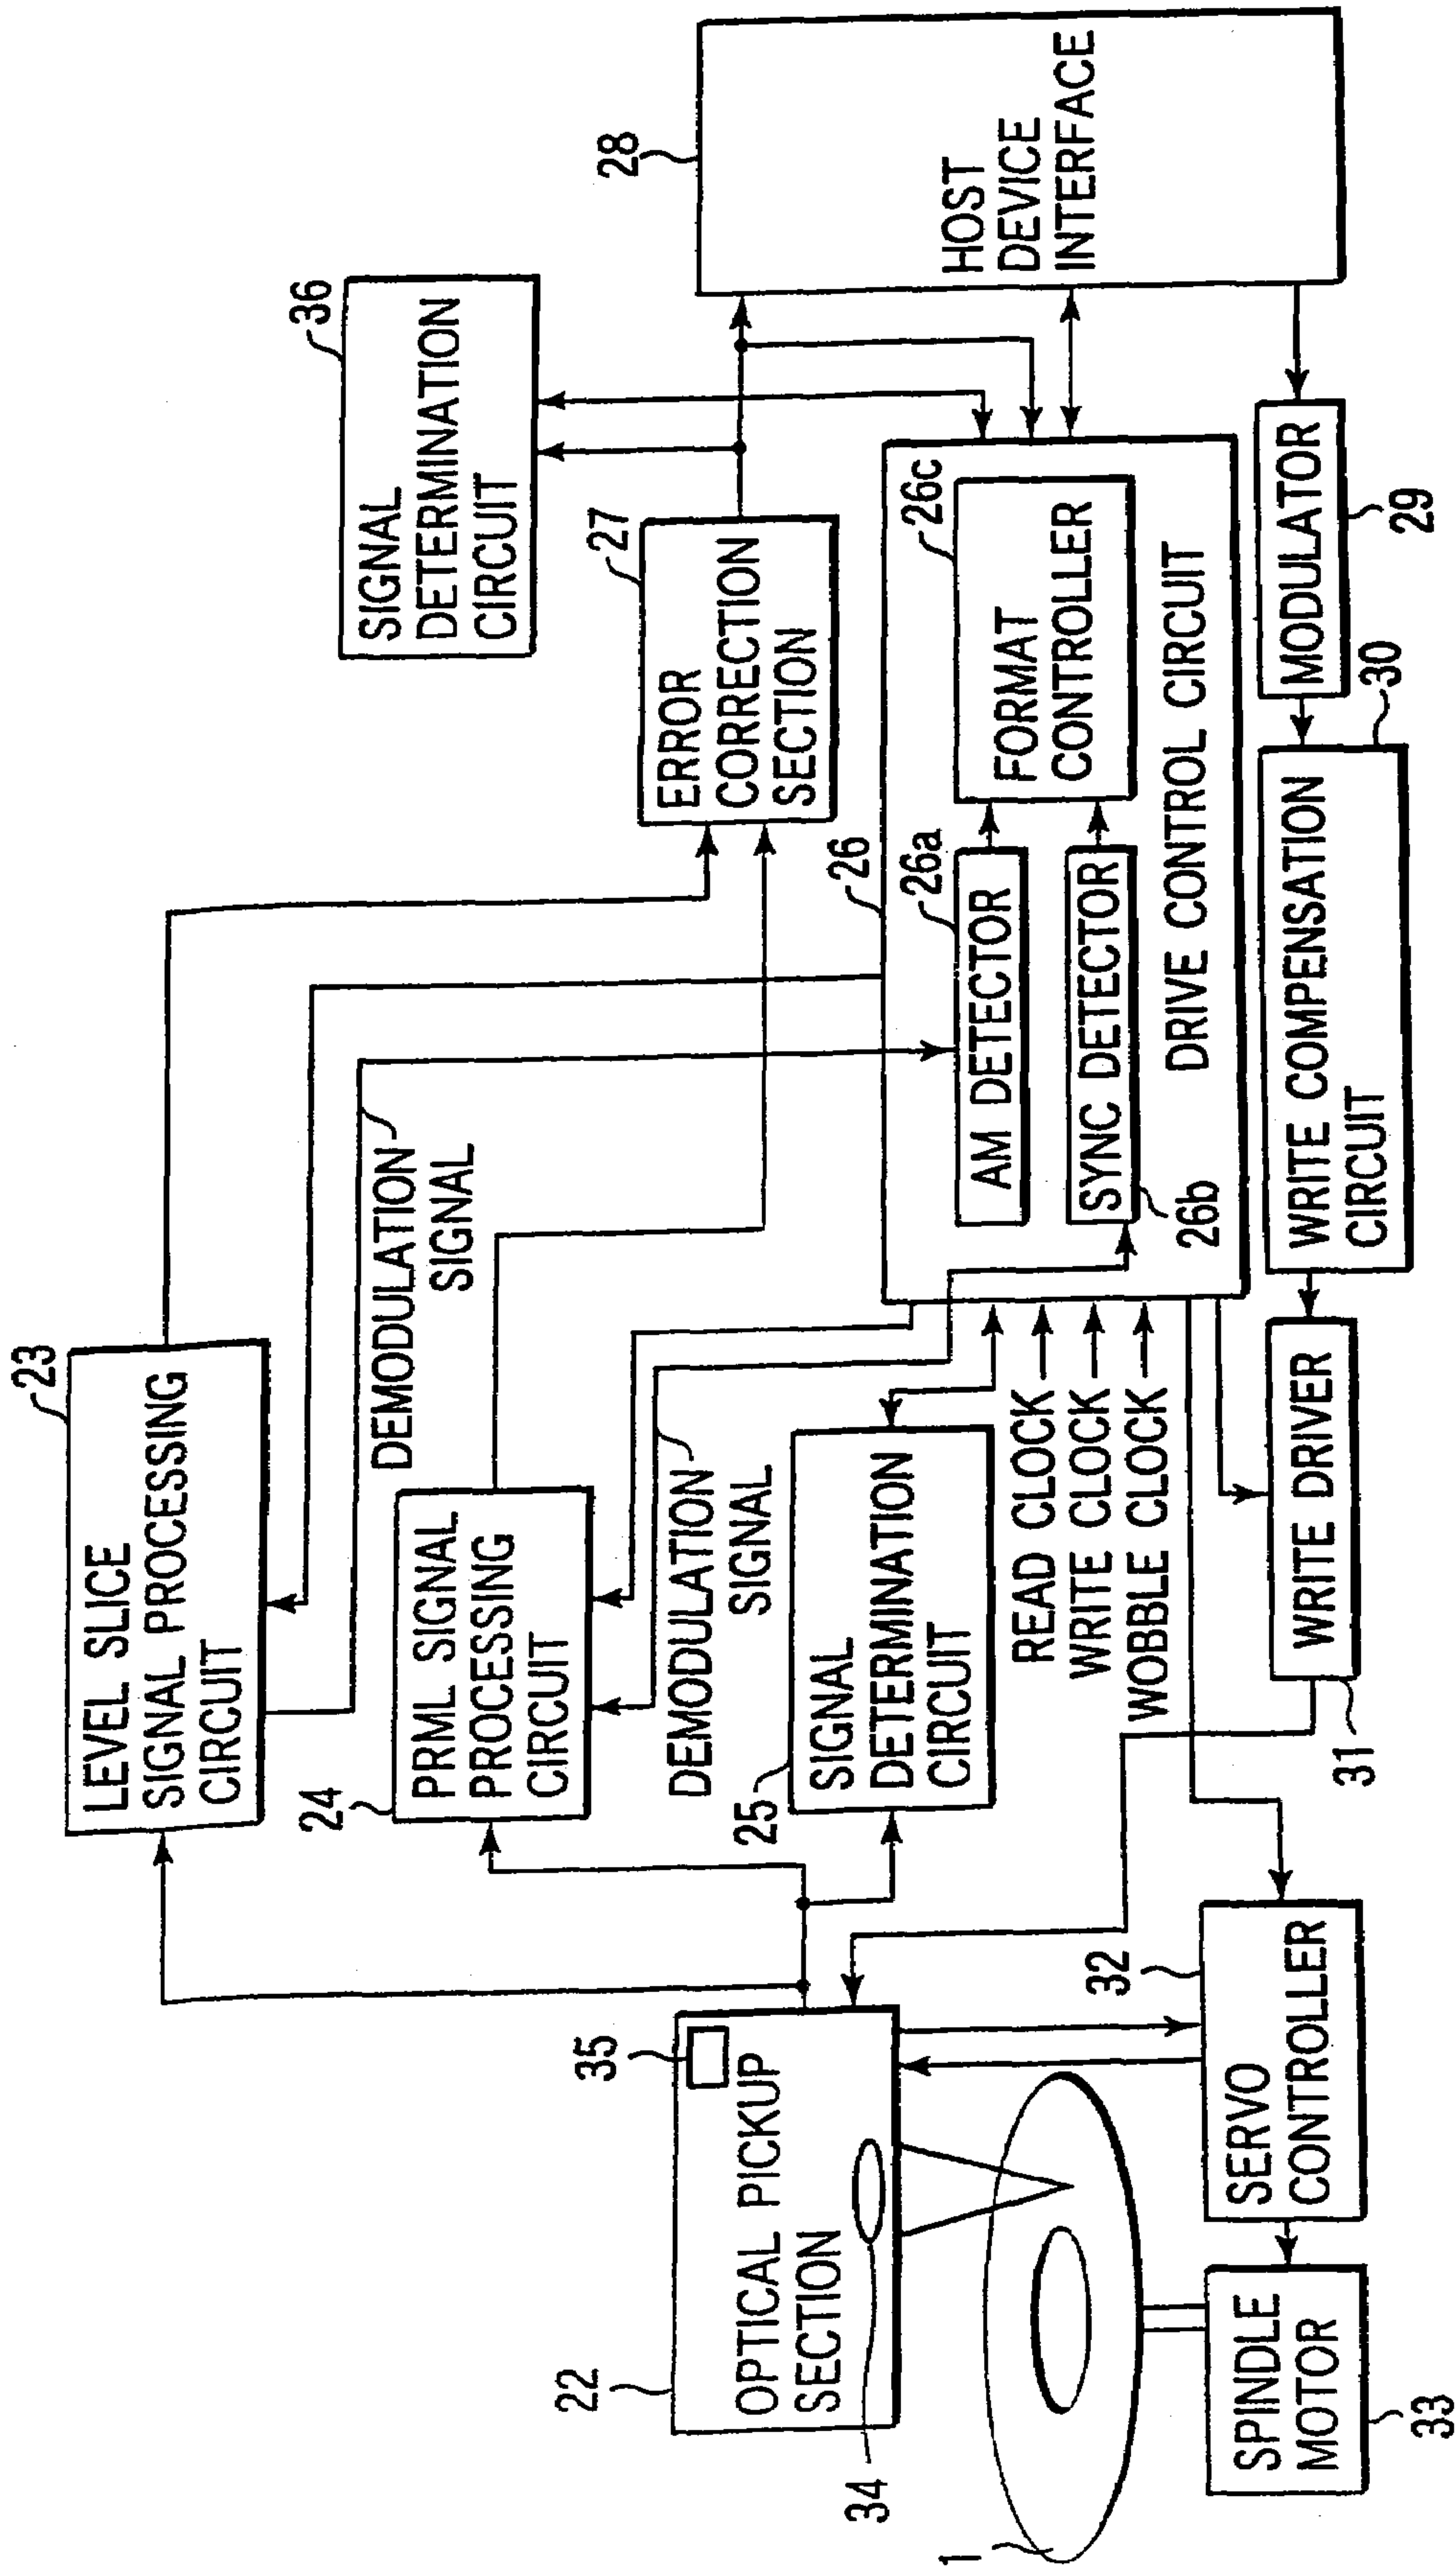 23
LEVEL SLICE
SIGNAL PROCESSING
CIRCUIT
36
SIGNAL
DETERMINATION
CIRCUIT
DEMODULATION
SIGNAL
24
PRML SIGNAL
PROCESSING
CIRCUIT
27
ERROR
CORRECTION
SECTION
28
HOST
DEVICE
INTERFACE
DEMODULATION
SIGNAL
22
35
OPTICAL PICKUP
SECTION
34
25
SIGNAL
DETERMINATION
CIRCUIT
26
26a
AM DETECTOR
26c
FORMAT
CONTROLLER
SYNC DETECTOR
26b
DRIVE CONTROL CIRCUIT
READ CLOCK
WRITE CLOCK
WOBBLE CLOCK
1
32
SERVO
CONTROLLER
SPINDLE
MOTOR
33
WRITE DRIVER
31
WRITE COMPENSATION
CIRCUIT
30
MODULATOR
29